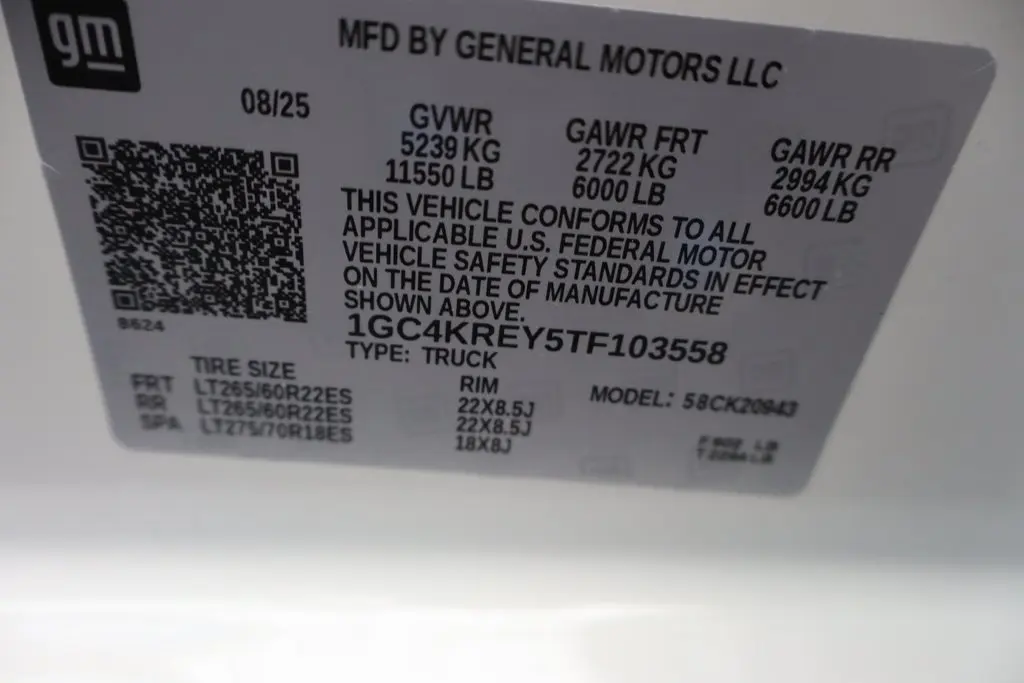 gm
MFD BY GENERAL MOTORS LLC
08/25
GVWR
5239 KG
11550 LB
GAWR FRT
2722 KG
6000 LB
GAWR RR
2994 KG
6600 LB
THIS VEHICLE CONFORMS TO ALL
APPLICABLE U.S. FEDERAL MOTOR
VEHICLE SAFETY STANDARDS IN EFFECT
ON THE DATE OF MANUFACTURE
SHOWN ABOVE.
1GC4KREY5TF103558
TYPE: TRUCK
8624
TIRE SIZE RIM
FRT LT265/60R22ES 22X8.5J
RR LT265/60R22ES 22X8.5J
SPA LT275/70R18ES 18X8J
MODEL: 58CK20943